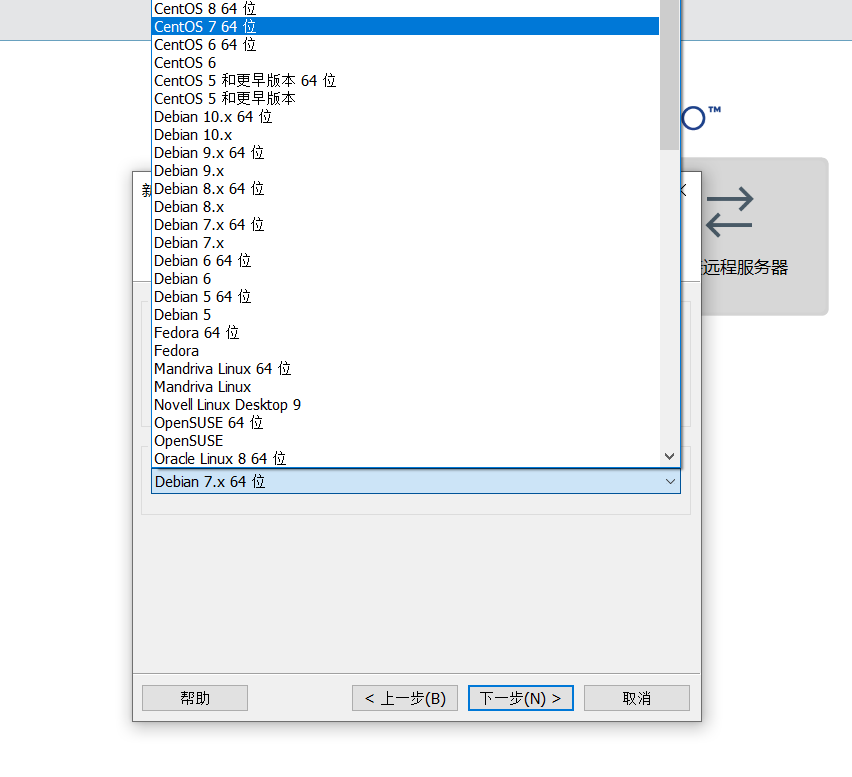 CentOS 8 64 位
CentOS 7 64 位
CentOS 6 64 位
CentOS 6
CentOS 5 和更早版本 64 位
CentOS 5 和更早版本
Debian 10.x 64 位
Debian 10.x
Debian 9.x 64 位
Debian 9.x
Debian 8.x 64 位
Debian 8.x
Debian 7.x 64 位
Debian 7.x
Debian 6 64 位
Debian 6
Debian 5 64 位
Debian 5
Fedora 64 位
Fedora
Mandriva Linux 64 位
Mandriva Linux
Novell Linux Desktop 9
OpenSUSE 64 位
OpenSUSE
Oracle Linux 8 64 位
Debian 7.x 64 位
O™
新
远程服务器
帮助
< 上一步(B)
下一步(N) >
取消